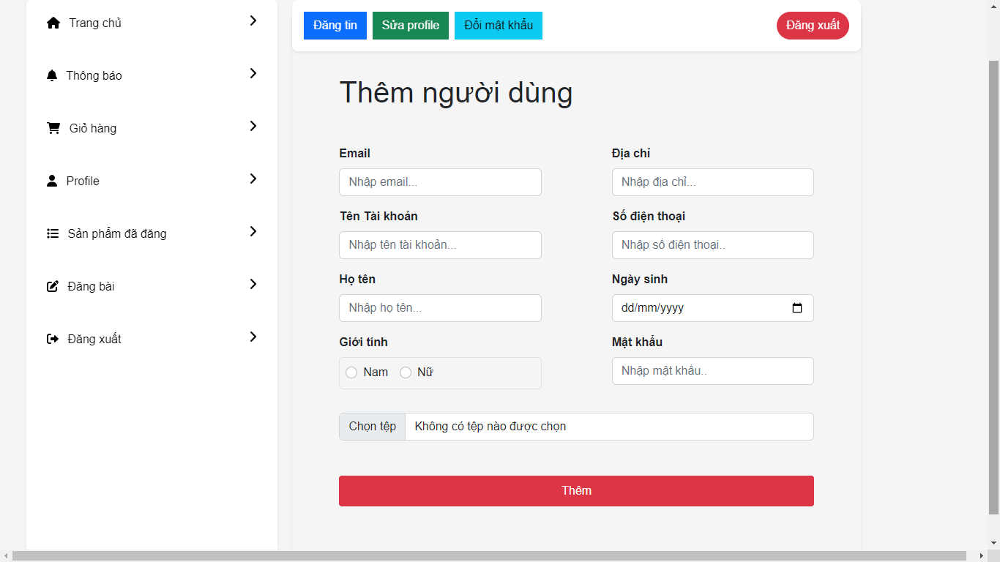 Trang chủ
Thông báo
Giỏ hàng
Profile
Sản phẩm đã đăng
Đăng bài
Đăng xuất
Đăng tin
Sửa profile
Đổi mật khẩu
Đăng xuất
Thêm người dùng
Email
Nhập email...
Địa chỉ
Nhập địa chỉ...
Tên Tài khoản
Nhập tên tài khoản...
Số điện thoại
Nhập số điện thoại..
Họ tên
Nhập họ tên...
Ngày sinh
dd/mm/yyyy
Giới tính
Nam
Nữ
Mật khẩu
Nhập mật khẩu..
Chọn tệp
Không có tệp nào được chọn
Thêm